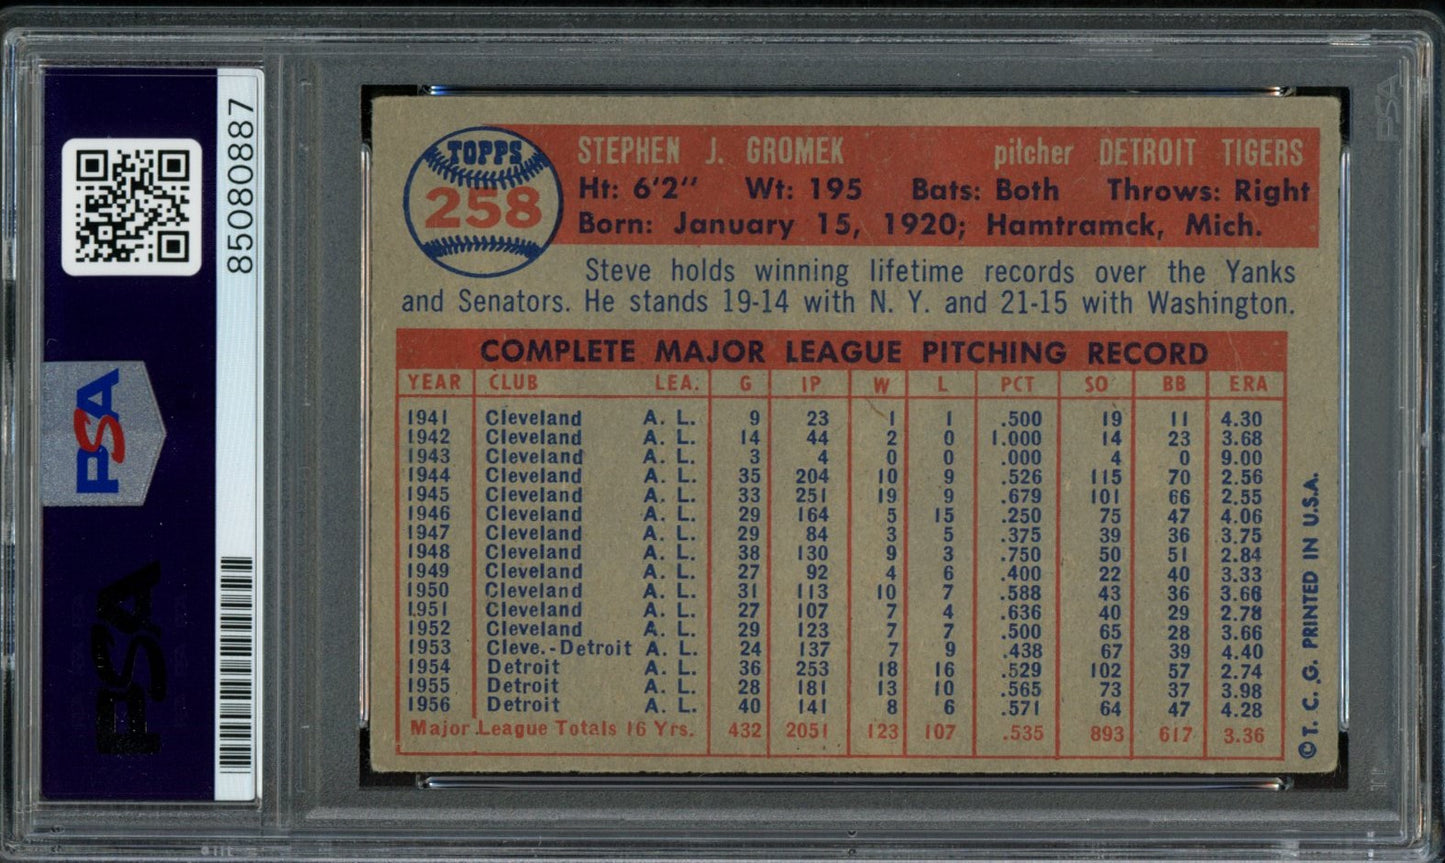 85080887
PSA
PSA
PSA
TOPPS
258
STEPHEN J. GROMEK pitcher DETROIT TIGERS
Ht: 6'2" Wt: 195 Bats: Both Throws: Right
Born: January 15, 1920; Hamtramck, Mich.
Steve holds winning lifetime records over the Yanks
and Senators. He stands 19-14 with N. Y. and 21-15 with Washington.
COMPLETE MAJOR LEAGUE PITCHING RECORD
YEAR CLUB LEA. G IP W L PCT SO BB ERA
1941 Cleveland A. L. 9 23 1 1 .500 19 11 4.30
1942 Cleveland A. L. 14 44 2 0 1.000 14 23 3.68
1943 Cleveland A. L. 3 4 0 0 .000 4 0 9.00
1944 Cleveland A. L. 35 204 10 9 .526 115 70 2.56
1945 Cleveland A. L. 33 251 19 9 .679 101 66 2.55
1946 Cleveland A. L. 29 164 5 15 .250 75 47 4.06
1947 Cleveland A. L. 29 84 3 5 .375 39 36 3.75
1948 Cleveland A. L. 38 130 9 3 .750 50 51 2.84
1949 Cleveland A. L. 27 92 4 6 .400 22 40 3.33
1950 Cleveland A. L. 31 113 10 7 .588 43 36 3.66
1951 Cleveland A. L. 27 107 7 4 .636 40 29 2.78
1952 Cleveland A. L. 29 123 7 7 .500 65 28 3.66
1953 Cleve.-Detroit A. L. 24 137 7 9 .438 67 39 4.40
1954 Detroit A. L. 36 253 18 16 .529 102 57 2.74
1955 Detroit A. L. 28 181 13 10 .565 73 37 3.98
1956 Detroit A. L. 40 141 8 6 .571 64 47 4.28
Major League Totals 16 Yrs. 432 2051 123 107 .535 893 617 3.36
© T. C. G. PRINTED IN U.S.A.